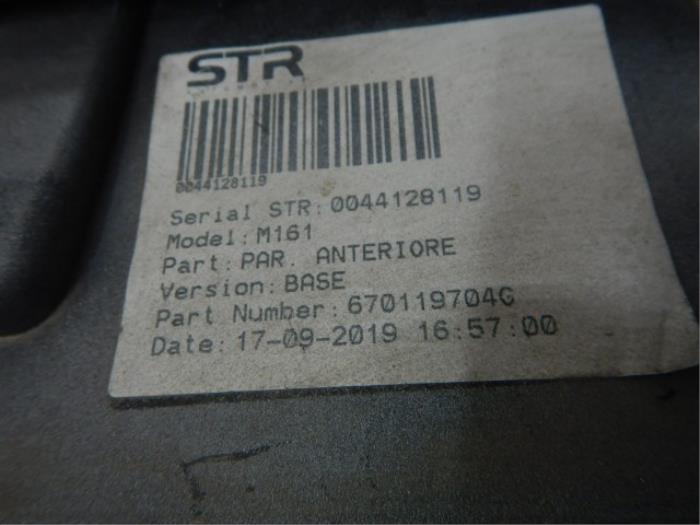 STR
0044128119
Serial STR: 0044128119
Model: M161
Part: PAR. ANTERIORE
Version: BASE
Part Number: 670119704G
Date: 17-09-2019 16:57:00